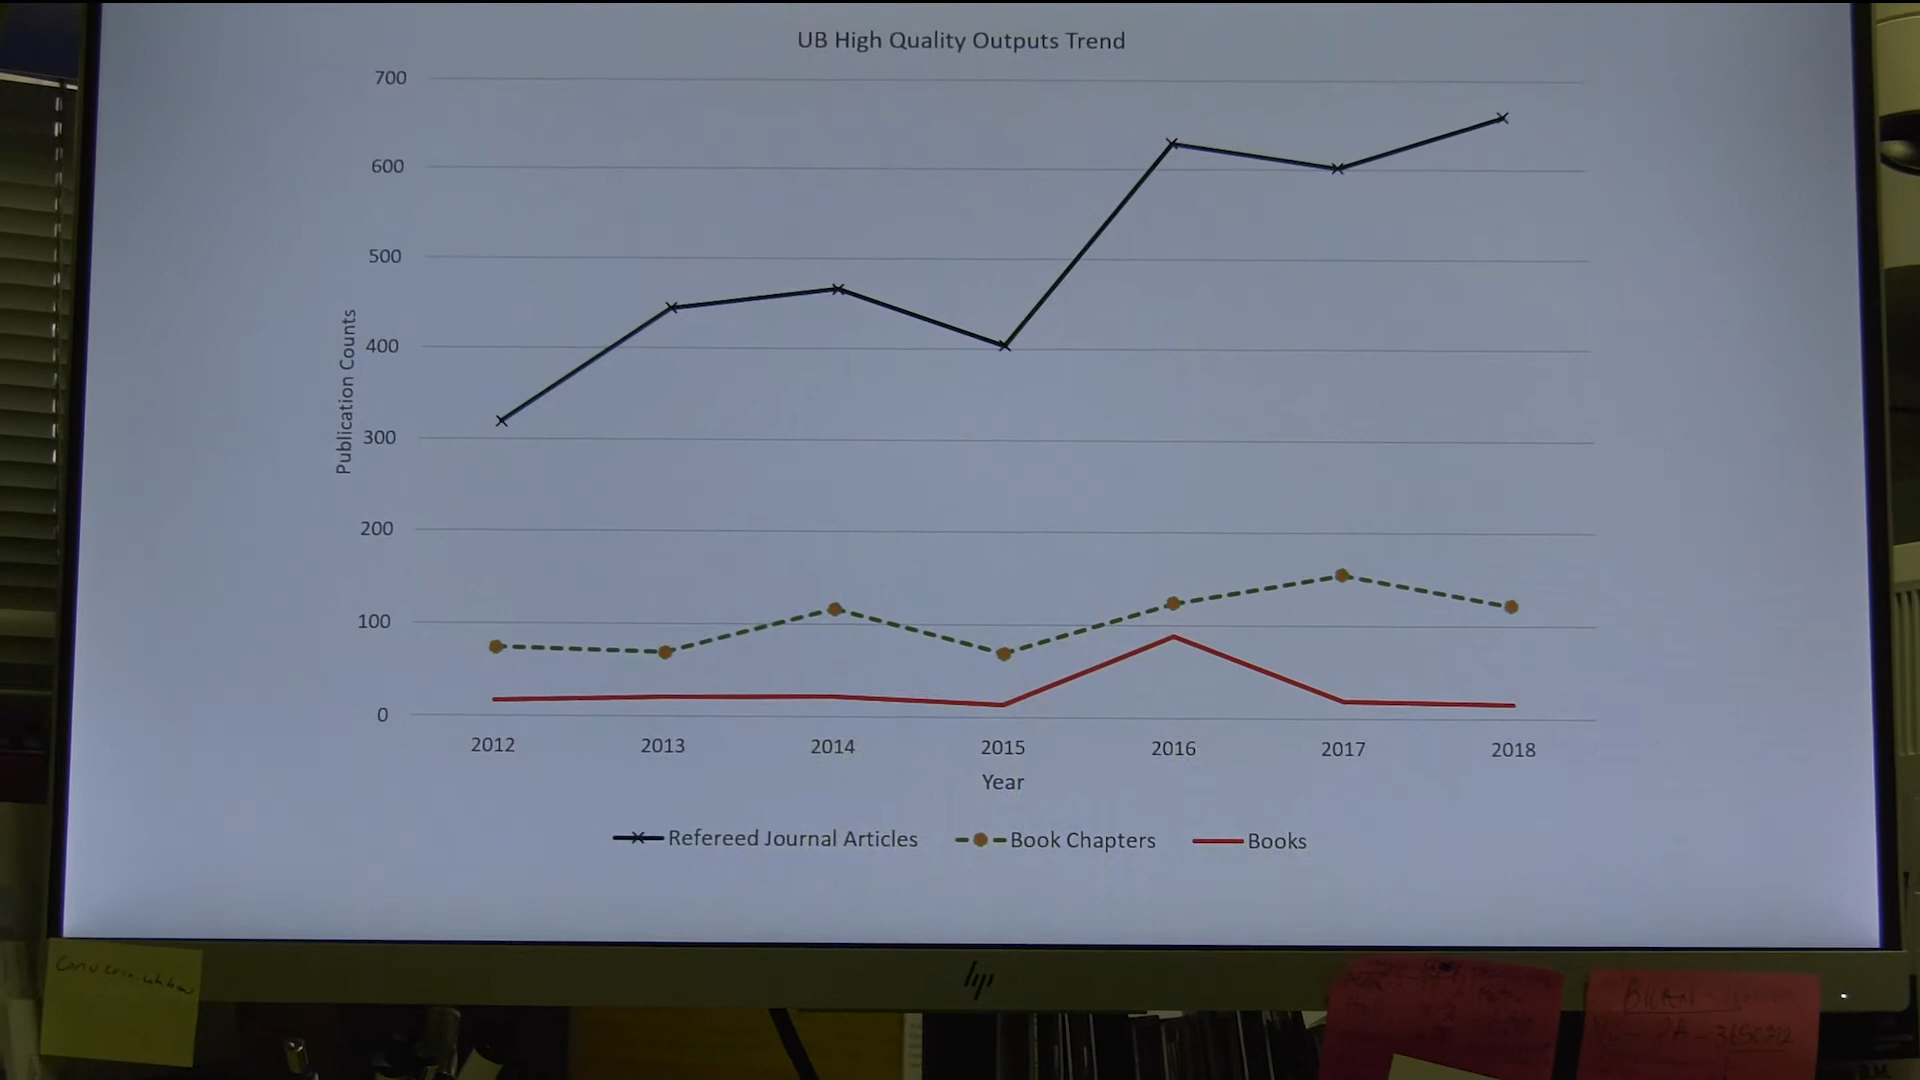 UB High Quality Outputs Trend
700
600
500
400
300
200
100
0
Publication Counts
2012 2013 2014 2015 2016 2017 2018
Year
Refereed Journal Articles Book Chapters Books
hp